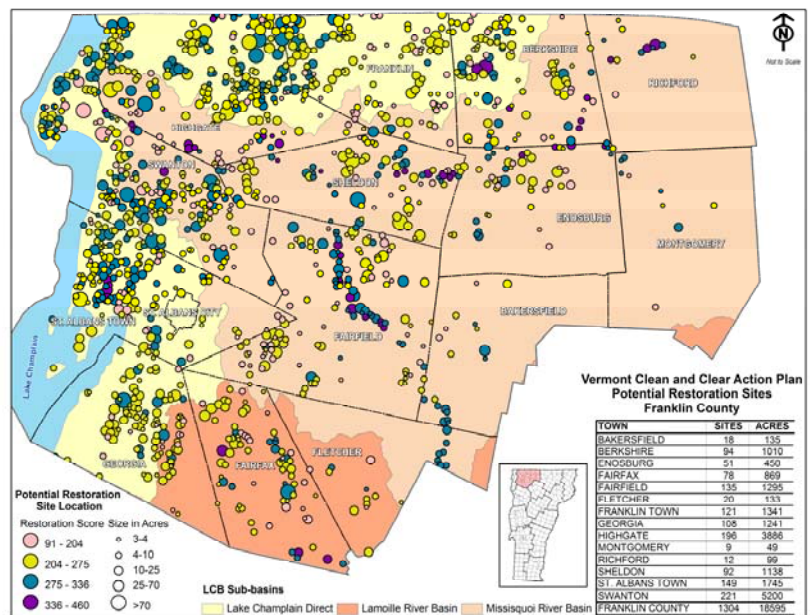 N
Not to Scale
BERKSHIRE
FRANKLIN
RICHFORD
HIGHGATE
SWANTON
SHELDON
ENOSBURG
MONTGOMERY
ST. ALBANS TOWN
ST. ALBANS CITY
BAKERSFIELD
FAIRFIELD
Lake Champlain
GEORGIA
FAIRFAX
FLETCHER
Vermont Clean and Clear Action Plan
Potential Restoration Sites
Franklin County
TOWN SITES ACRES
BAKERSFIELD 18 135
BERKSHIRE 94 1010
ENOSBURG 51 450
FAIRFAX 78 869
FAIRFIELD 135 1295
FLETCHER 20 133
FRANKLIN TOWN 121 1341
GEORGIA 108 1241
HIGHGATE 196 3886
MONTGOMERY 9 49
RICHFORD 12 99
SHELDON 92 1138
ST. ALBANS TOWN 149 1745
SWANTON 221 5200
FRANKLIN COUNTY 1304 18595
Potential Restoration
Site Location
Restoration Score Size in Acres
91 - 204 3-4
204 - 275 4-10
275 - 336 10-25
336 - 460 25-70
>70
LCB Sub-basins
Lake Champlain Direct Lamoille River Basin Missisquoi River Basin